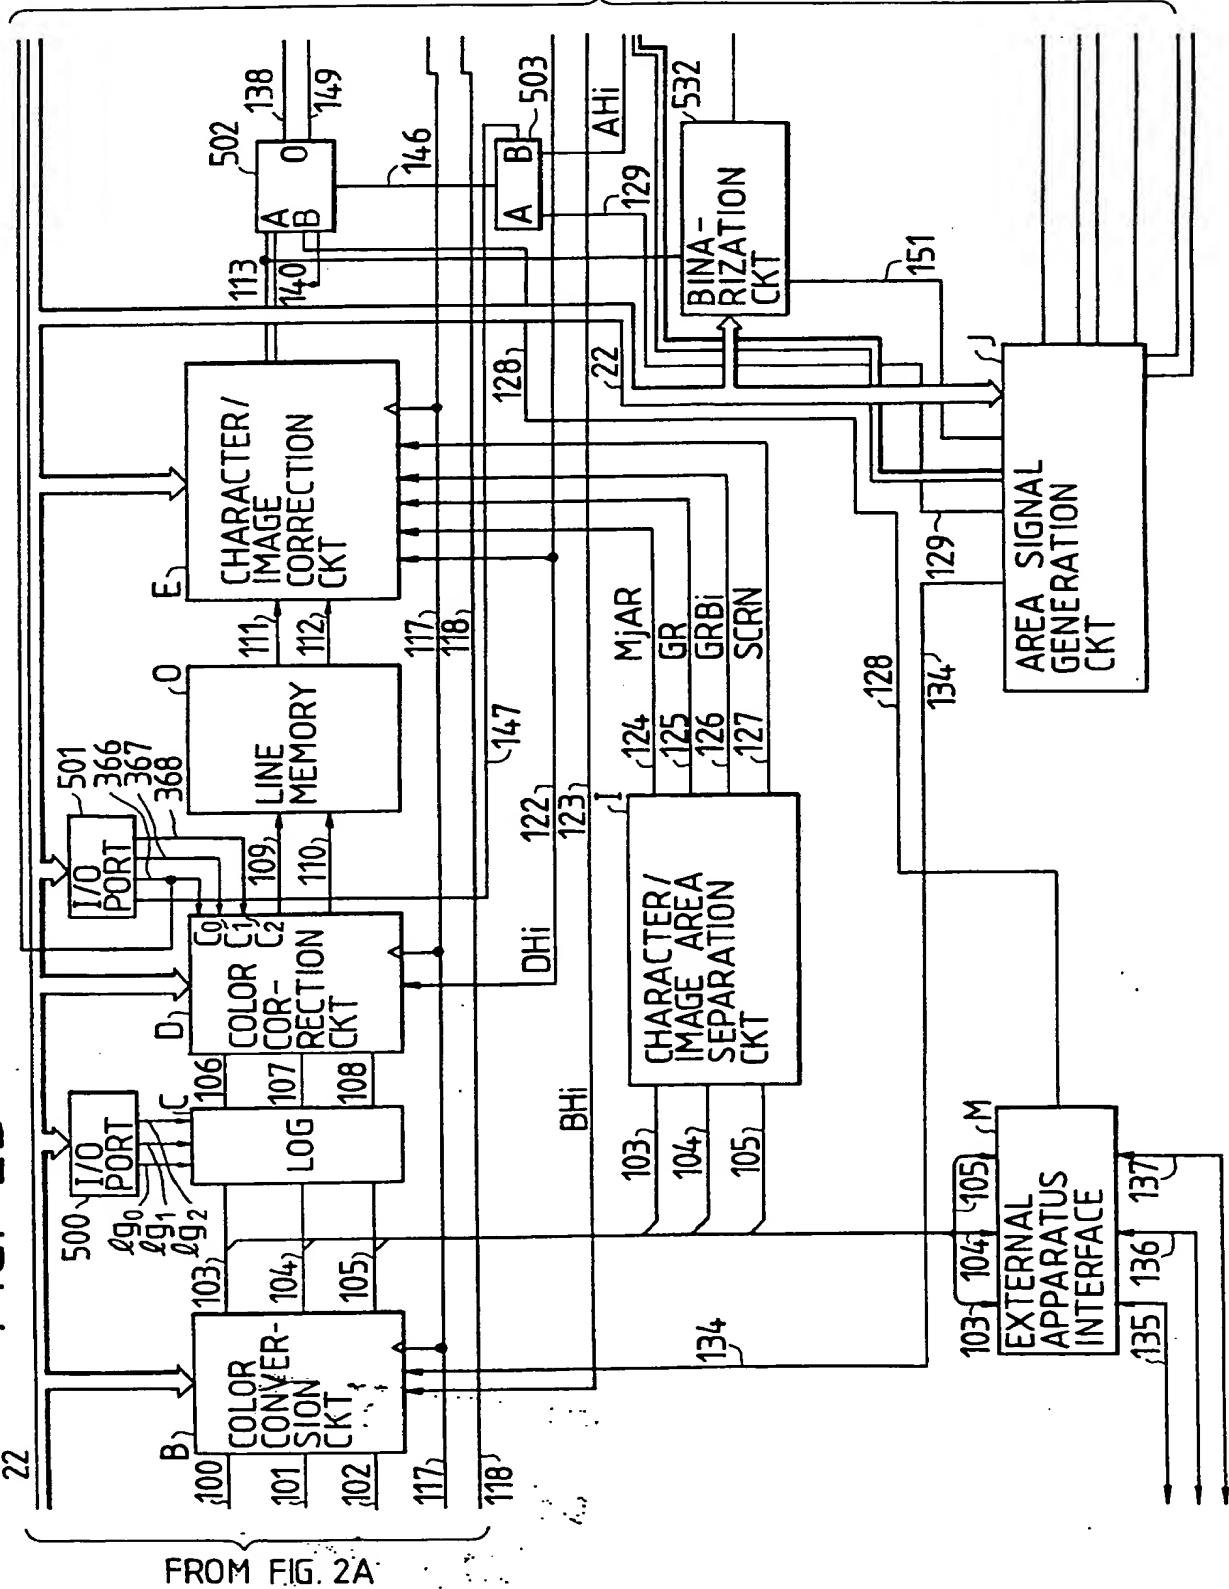 22
FROM FIG. 2A
100
101
102
117
118
B
COLOR
CONVER-
SION
CKT
103
104
105
134
BHi
500
I/O
PORT
lg0
lg1
lg2
C
LOG
106
107
108
D
COLOR
COR-
RECTION
CKT
C0
C1
C2
DHi
501
I/O
PORT
366
367
368
109
110
147
122
123
O
LINE
MEMORY
111
112
117
118
E
CHARACTER/
IMAGE
CORRECTION
CKT
113
140
502
A
B
O
138
149
146
503
A
B
AHi
129
128
22
532
BINA-
RIZATION
CKT
151
103
104
105
I
CHARACTER/
IMAGE AREA
SEPARATION
CKT
124
125
126
127
MjAR
GR
GRBi
SCRN
128
134
129
J
AREA SIGNAL
GENERATION
CKT
103
104
105
M
EXTERNAL
APPARATUS
INTERFACE
135
136
137